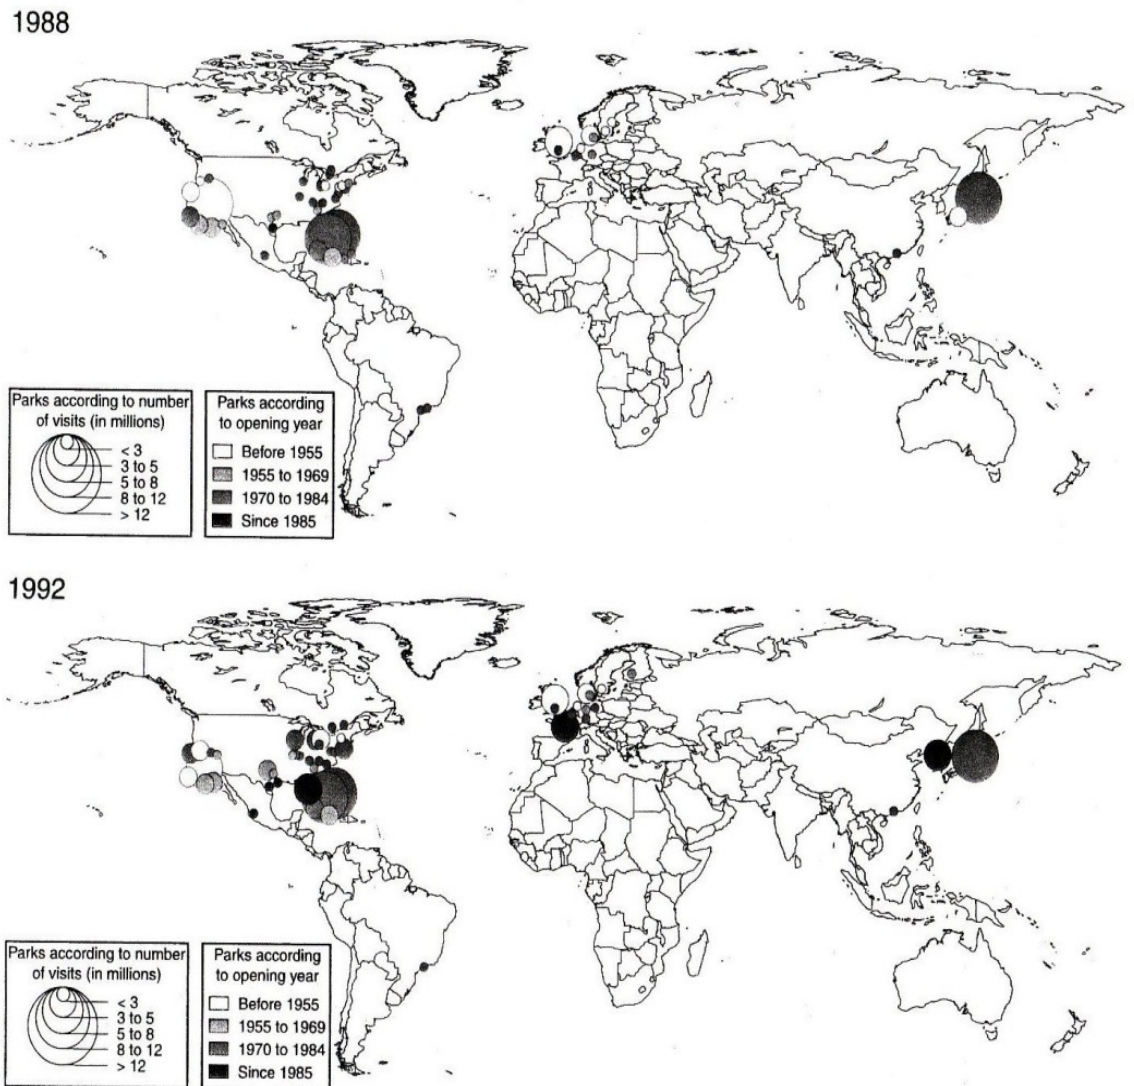 1988
Parks according to number
of visits (in millions)
< 3
3 to 5
5 to 8
8 to 12
> 12
Parks according
to opening year
Before 1955
1955 to 1969
1970 to 1984
Since 1985
1992
Parks according to number
of visits (in millions)
< 3
3 to 5
5 to 8
8 to 12
> 12
Parks according
to opening year
Before 1955
1955 to 1969
1970 to 1984
Since 1985